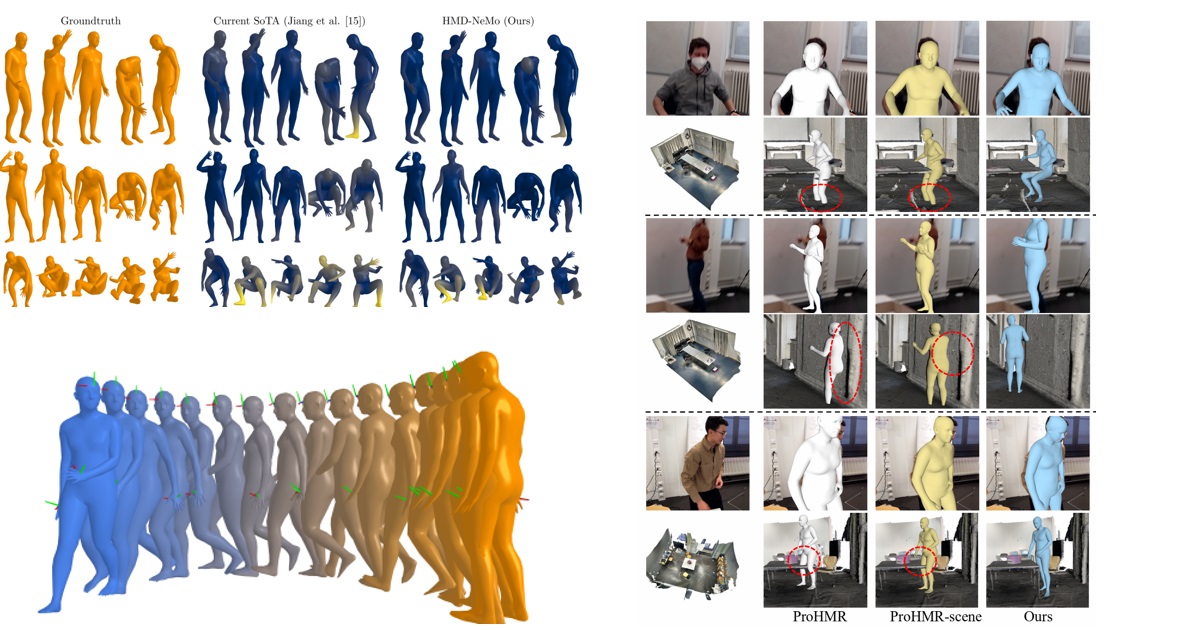 Groundtruth
Current SoTA (Jiang et al. [15])
HMD-NeMo (Ours)
ProHMR
ProHMR-scene
Ours